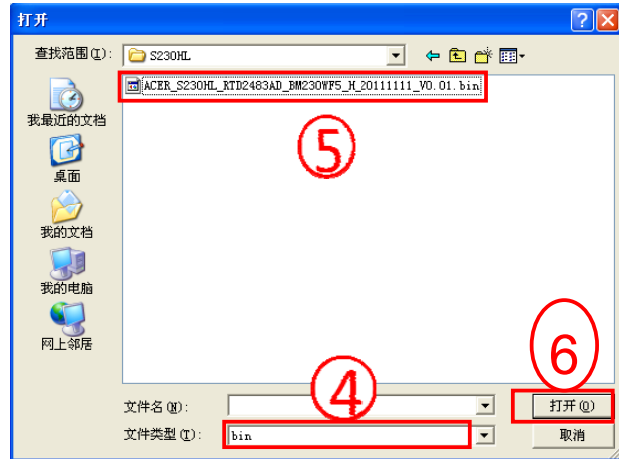 打开
查找范围(I): S230HL
ACER_S230HL_RTD2483AD_BM230WF5_H_20111111_V0.01.bin
⑤
我最近的文档
桌面
我的文档
我的电脑
网上邻居
④
⑥
文件名(N): 打开(O)
文件类型(T): bin 取消